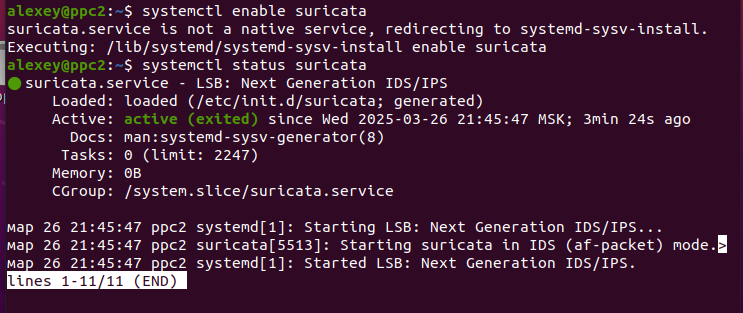 alexey@ppc2:~$ systemctl enable suricata
suricata.service is not a native service, redirecting to systemd-sysv-install.
Executing: /lib/systemd/systemd-sysv-install enable suricata
alexey@ppc2:~$ systemctl status suricata
● suricata.service - LSB: Next Generation IDS/IPS
     Loaded: loaded (/etc/init.d/suricata; generated)
     Active: active (exited) since Wed 2025-03-26 21:45:47 MSK; 3min 24s ago
       Docs: man:systemd-sysv-generator(8)
      Tasks: 0 (limit: 2247)
     Memory: 0B
     CGroup: /system.slice/suricata.service

мар 26 21:45:47 ppc2 systemd[1]: Starting LSB: Next Generation IDS/IPS...
мар 26 21:45:47 ppc2 suricata[5513]: Starting suricata in IDS (af-packet) mode.>
мар 26 21:45:47 ppc2 systemd[1]: Started LSB: Next Generation IDS/IPS.
lines 1-11/11 (END)